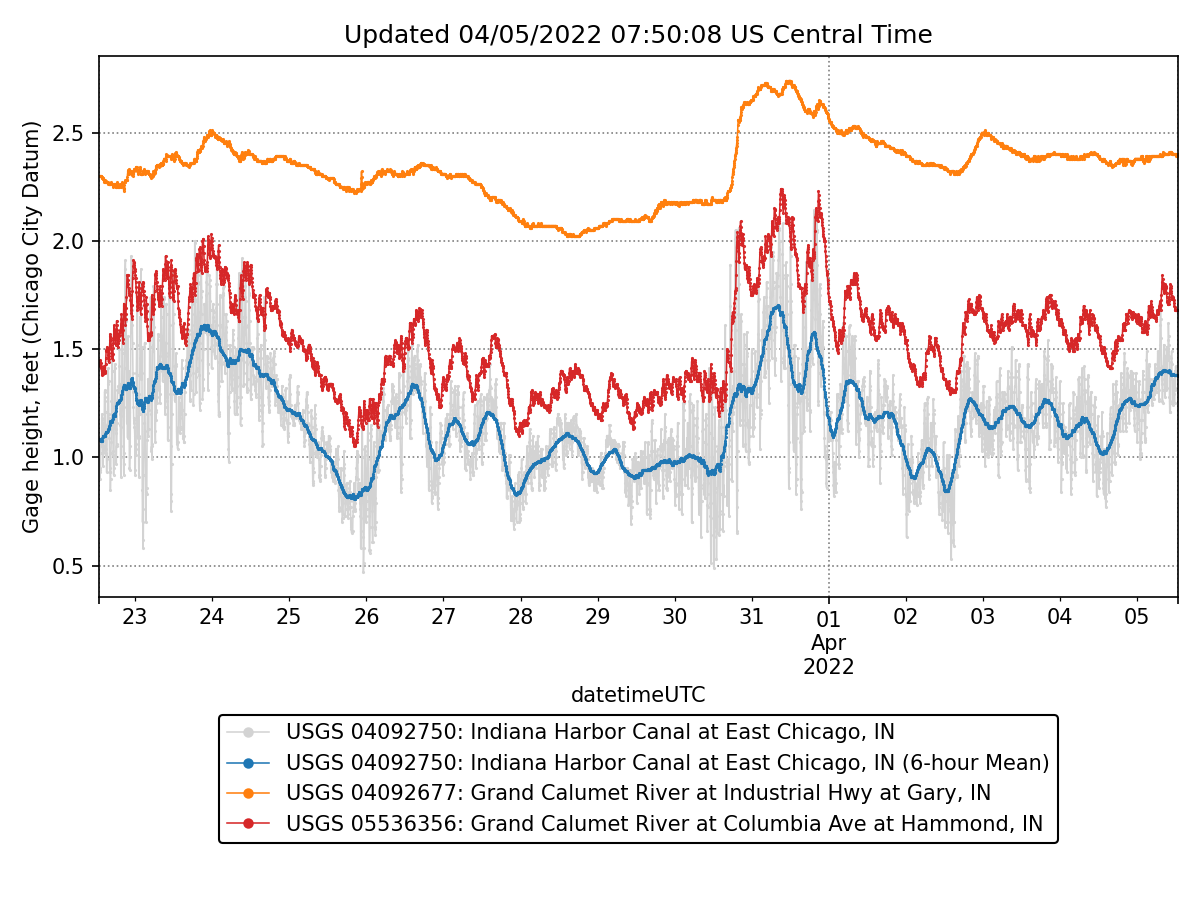 Updated 04/05/2022 07:50:08 US Central Time
Gage height, feet (Chicago City Datum)
2.5
2.0
1.5
1.0
0.5
23 24 25 26 27 28 29 30 31 01 02 03 04 05
Apr
2022
datetimeUTC
USGS 04092750: Indiana Harbor Canal at East Chicago, IN
USGS 04092750: Indiana Harbor Canal at East Chicago, IN (6-hour Mean)
USGS 04092677: Grand Calumet River at Industrial Hwy at Gary, IN
USGS 05536356: Grand Calumet River at Columbia Ave at Hammond, IN